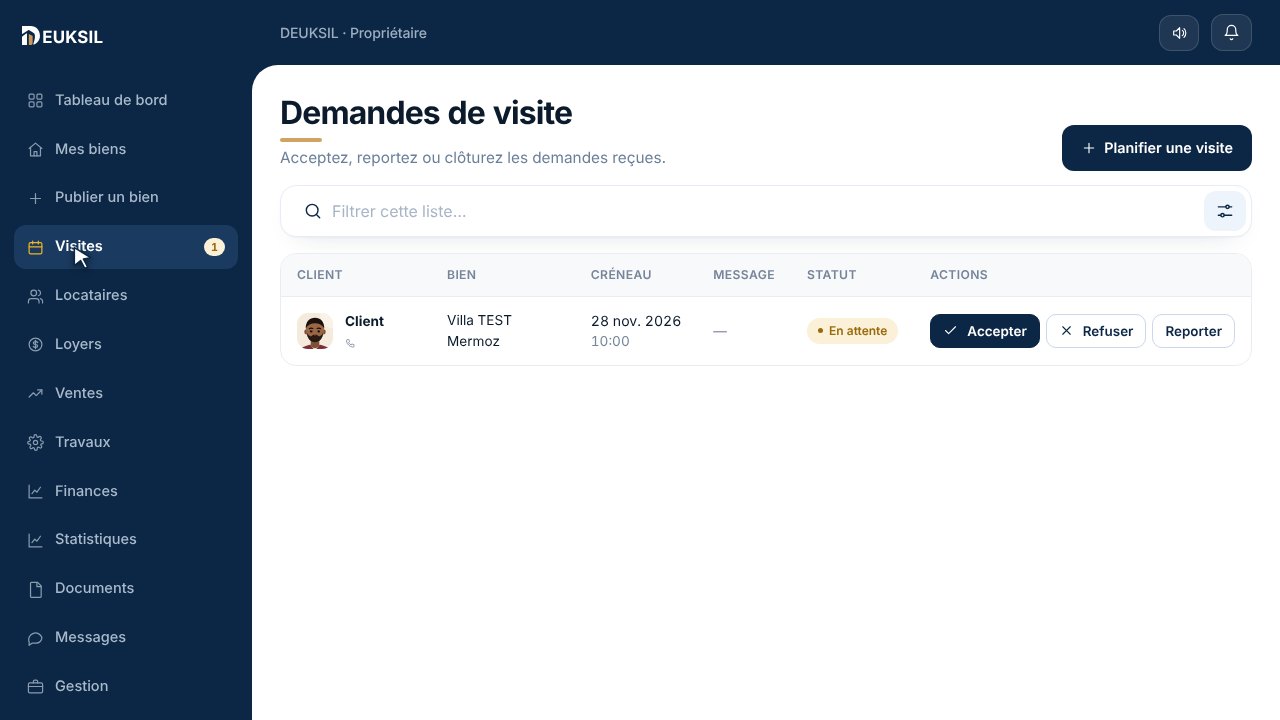 DEUKSIL
DEUKSIL · Propriétaire
Tableau de bord
Mes biens
Publier un bien
Visites
1
Locataires
Loyers
Ventes
Travaux
Finances
Statistiques
Documents
Messages
Gestion
Demandes de visite
Acceptez, reportez ou clôturez les demandes reçues.
Planifier une visite
Filtrer cette liste...
CLIENT BIEN CRÉNEAU MESSAGE STATUT ACTIONS
Client
Villa TEST
Mermoz
28 nov. 2026
10:00
—
En attente
Accepter
Refuser
Reporter